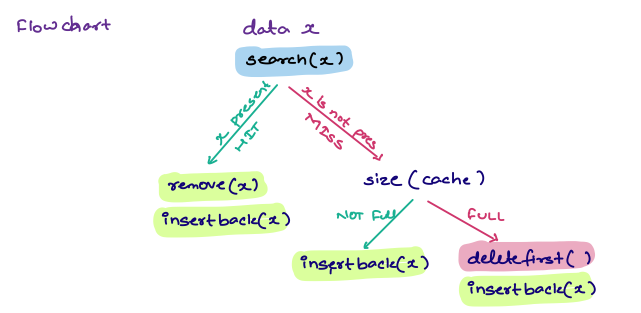 Flowchart
data x
search(x)
x present
HIT
x is not pres
MISS
remove(x)
insertback(x)
size (cache)
NOT Full
FULL
insertback(x)
deletefirst( )
insertback(x)